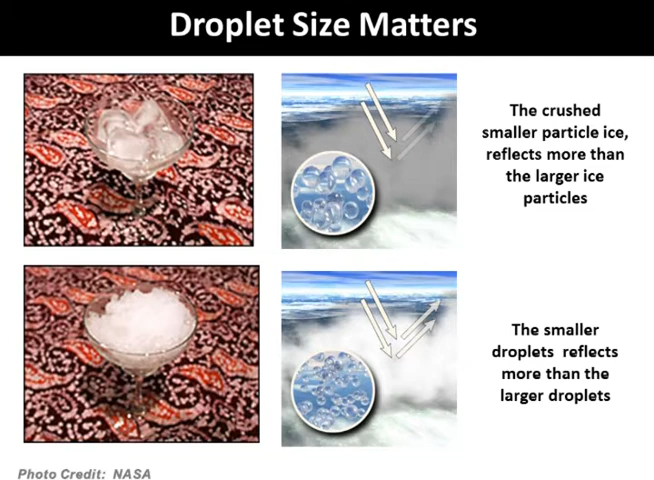 Droplet Size Matters
The crushed
smaller particle ice,
reflects more than
the larger ice
particles
The smaller
droplets reflects
more than the
larger droplets
Photo Credit: NASA